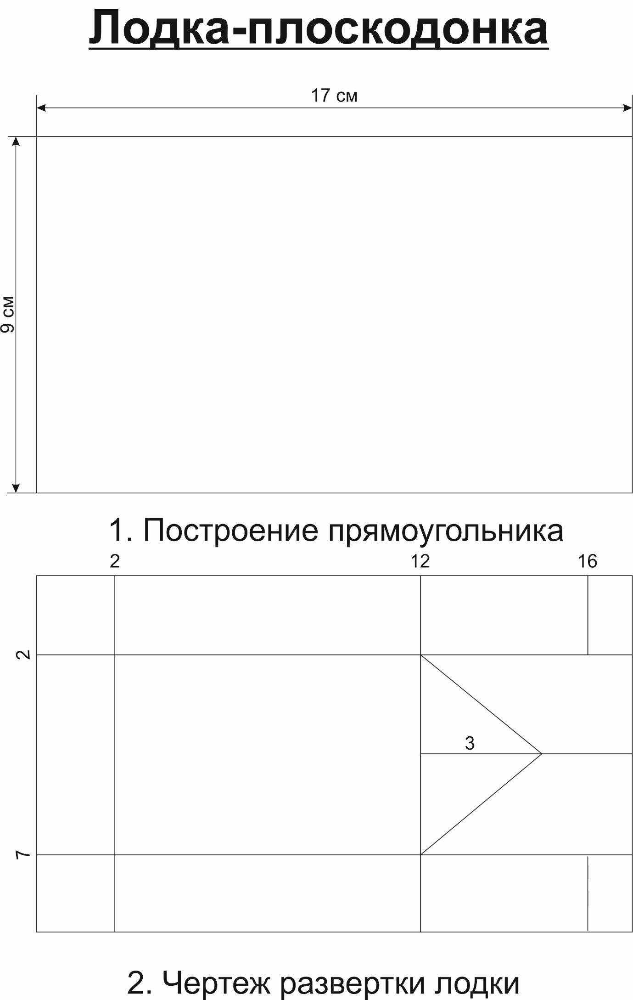 Лодка-плоскодонка
17 см
9 см
1. Построение прямоугольника
2 12 16
2
3
7
2. Чертеж развертки лодки